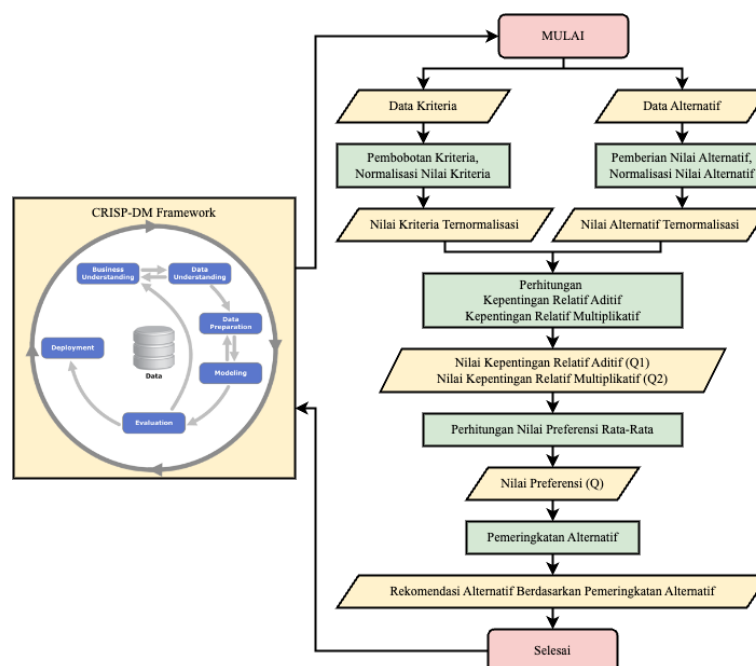 MULAI
Data Kriteria
Data Alternatif
Pembobotan Kriteria,
Normalisasi Nilai Kriteria
Pemberian Nilai Alternatif,
Normalisasi Nilai Alternatif
Nilai Kriteria Ternormalisasi
Nilai Alternatif Ternormalisasi
CRISP-DM Framework
Business
Understanding
Data
Understanding
Data
Preparation
Deployment
Data
Modeling
Evaluation
Perhitungan
Kepentingan Relatif Aditif
Kepentingan Relatif Multiplikatif
Nilai Kepentingan Relatif Aditif (Q1)
Nilai Kepentingan Relatif Multiplikatif (Q2)
Perhitungan Nilai Preferensi Rata-Rata
Nilai Preferensi (Q)
Pemeringkatan Alternatif
Rekomendasi Alternatif Berdasarkan Pemeringkatan Alternatif
Selesai